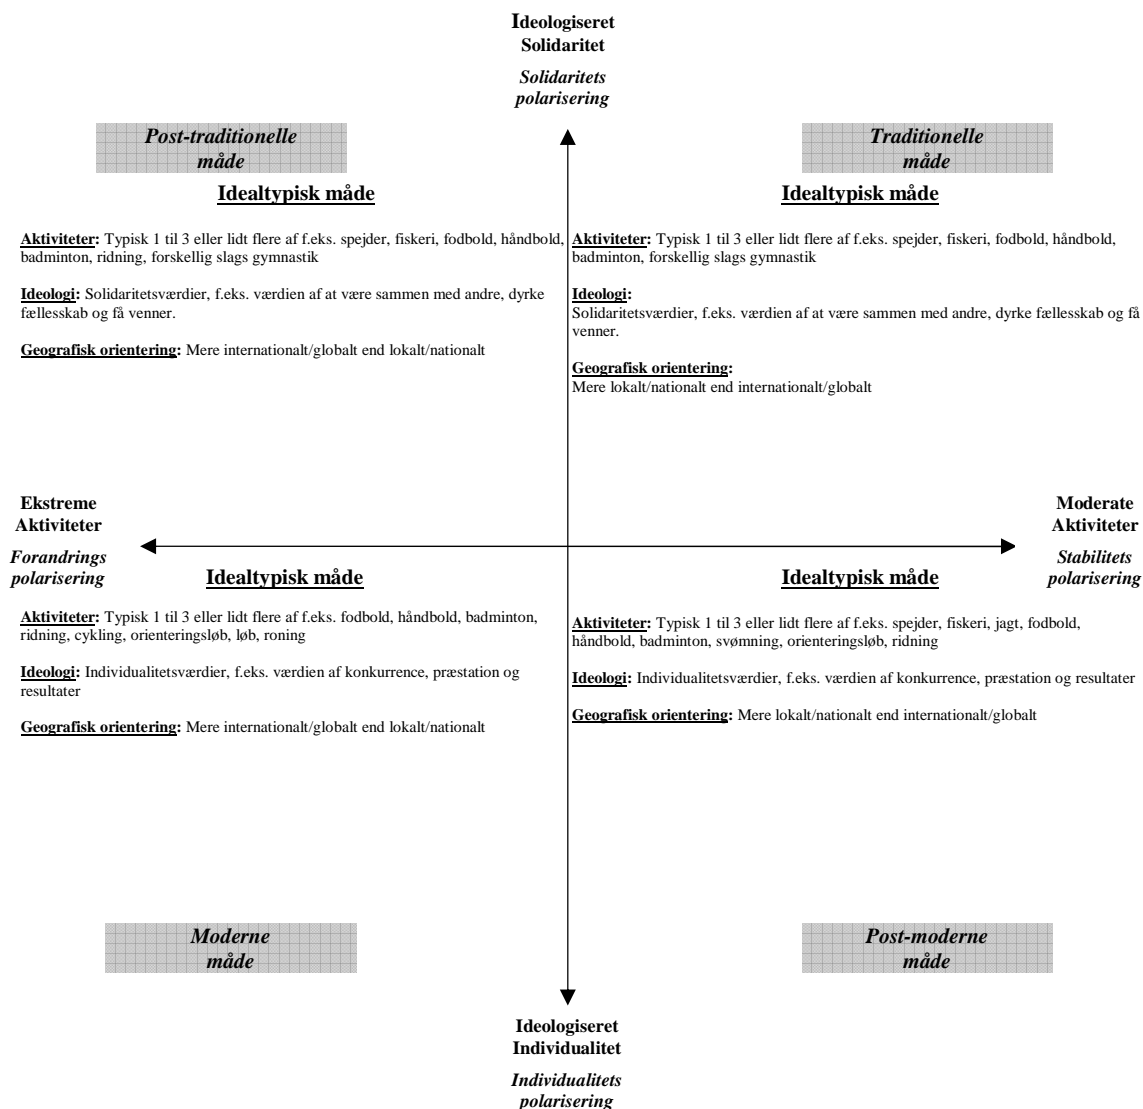 Ideologiseret
Solidaritet
Solidaritets
polarisering
Post-traditionelle
måde
Idealtypisk måde
Aktiviteter: Typisk 1 til 3 eller lidt flere af f.eks. spejder, fiskeri, fodbold, håndbold,
badminton, ridning, forskellig slags gymnastik
Ideologi: Solidaritetsværdier, f.eks. værdien af at være sammen med andre, dyrke
fællesskab og få venner.
Geografisk orientering: Mere internationalt/globalt end lokalt/nationalt
Traditionelle
måde
Idealtypisk måde
Aktiviteter: Typisk 1 til 3 eller lidt flere af f.eks. spejder, fiskeri, fodbold, håndbold,
badminton, forskellig slags gymnastik
Ideologi:
Solidaritetsværdier, f.eks. værdien af at være sammen med andre, dyrke fællesskab og få
venner.
Geografisk orientering:
Mere lokalt/nationalt end internationalt/globalt
Ekstreme
Aktiviteter
Forandrings
polarisering
Moderate
Aktiviteter
Stabilitets
polarisering
Idealtypisk måde
Aktiviteter: Typisk 1 til 3 eller lidt flere af f.eks. fodbold, håndbold, badminton,
ridning, cykling, orienteringsløb, løb, roning
Ideologi: Individualitetsværdier, f.eks. værdien af konkurrence, præstation og
resultater
Geografisk orientering: Mere internationalt/globalt end lokalt/nationalt
Moderne
måde
Idealtypisk måde
Aktiviteter: Typisk 1 til 3 eller lidt flere af f.eks. spejder, fiskeri, jagt, fodbold,
håndbold, badminton, svømning, orienteringsløb, ridning
Ideologi: Individualitetsværdier, f.eks. værdien af konkurrence, præstation og resultater
Geografisk orientering: Mere lokalt/nationalt end internationalt/globalt
Post-moderne
måde
Ideologiseret
Individualitet
Individualitets
polarisering